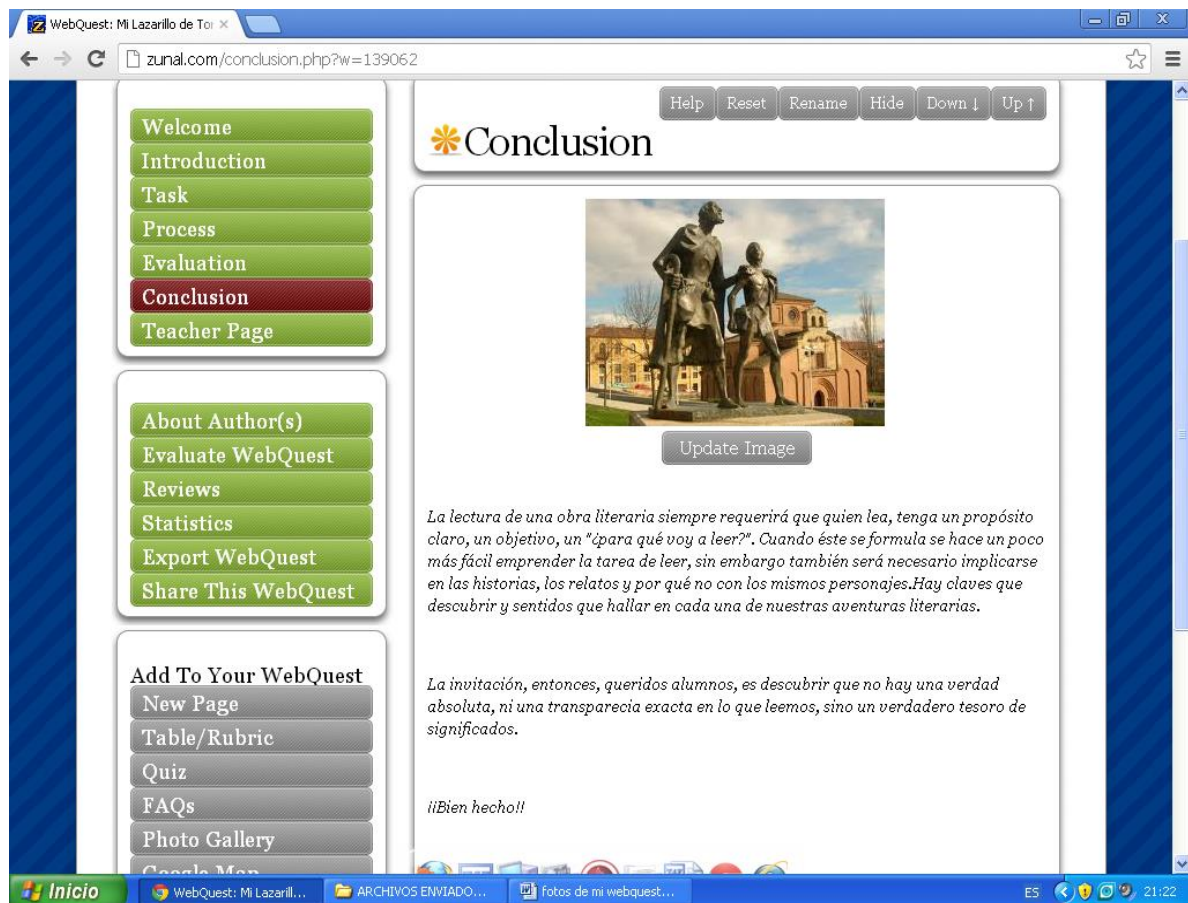 WebQuest: Mi Lazarillo de Tor
zunal.com/conclusion.php?w=139062
Help Reset Rename Hide Down ↓ Up ↑
Conclusion
Welcome
Introduction
Task
Process
Evaluation
Conclusion
Teacher Page
About Author(s)
Evaluate WebQuest
Reviews
Statistics
Export WebQuest
Share This WebQuest
Add To Your WebQuest
New Page
Table/Rubric
Quiz
FAQs
Photo Gallery
Google Map
Update Image
La lectura de una obra literaria siempre requerirá que quien lea, tenga un propósito
claro, un objetivo, un "¿para qué voy a leer?". Cuando éste se formula se hace un poco
más fácil emprender la tarea de leer, sin embargo también será necesario implicarse
en las historias, los relatos y por qué no con los mismos personajes.Hay claves que
descubrir y sentidos que hallar en cada una de nuestras aventuras literarias.
La invitación, entonces, queridos alumnos, es descubrir que no hay una verdad
absoluta, ni una transparecia exacta en lo que leemos, sino un verdadero tesoro de
significados.
¡¡Bien hecho!!
Inicio
WebQuest: Mi Lazarill...
ARCHIVOS ENVIADO...
fotos de mi webquest...
ES
21:22